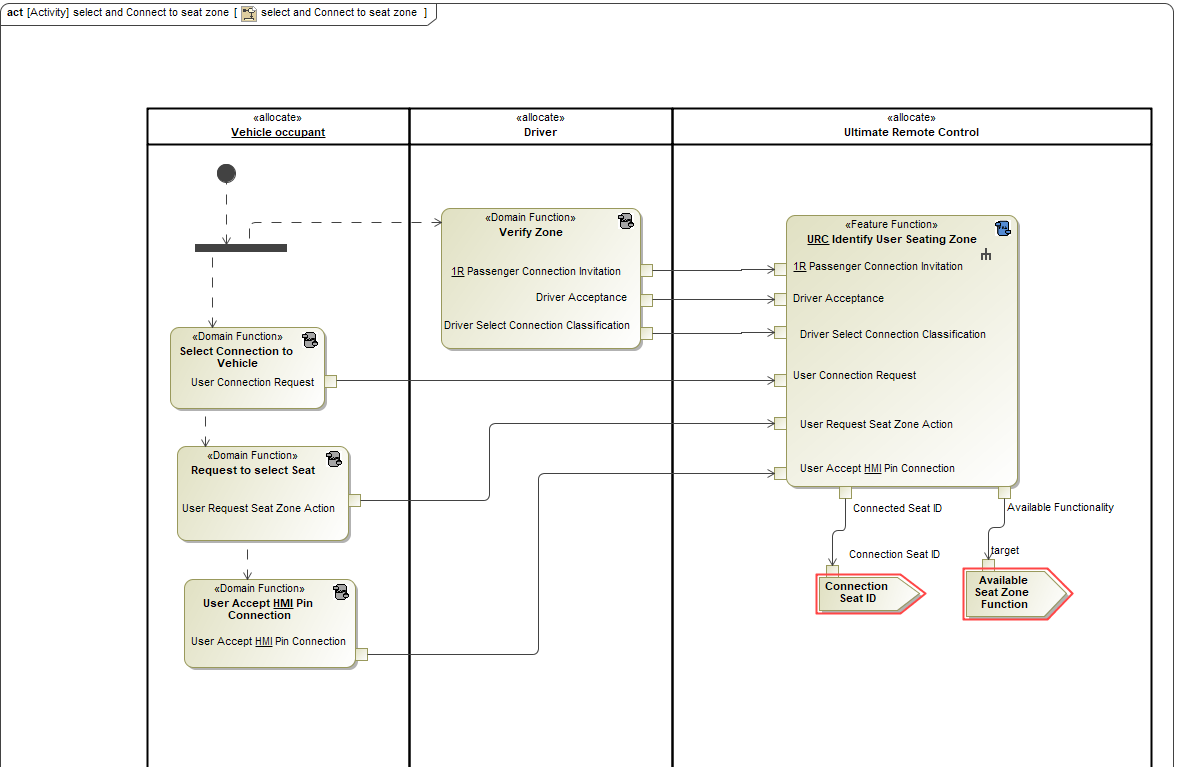 act [Activity] select and Connect to seat zone [ select and Connect to seat zone ]
«allocate»
Vehicle occupant
«allocate»
Driver
«allocate»
Ultimate Remote Control
«Domain Function»
Verify Zone
1R Passenger Connection Invitation
Driver Acceptance
Driver Select Connection Classification
«Feature Function»
URC Identify User Seating Zone
1R Passenger Connection Invitation
Driver Acceptance
Driver Select Connection Classification
User Connection Request
User Request Seat Zone Action
User Accept HMI Pin Connection
«Domain Function»
Select Connection to
Vehicle
User Connection Request
«Domain Function»
Request to select Seat
User Request Seat Zone Action
«Domain Function»
User Accept HMI Pin
Connection
User Accept HMI Pin Connection
Connected Seat ID
Available Functionality
Connection Seat ID
target
Connection
Seat ID
Available
Seat Zone
Function